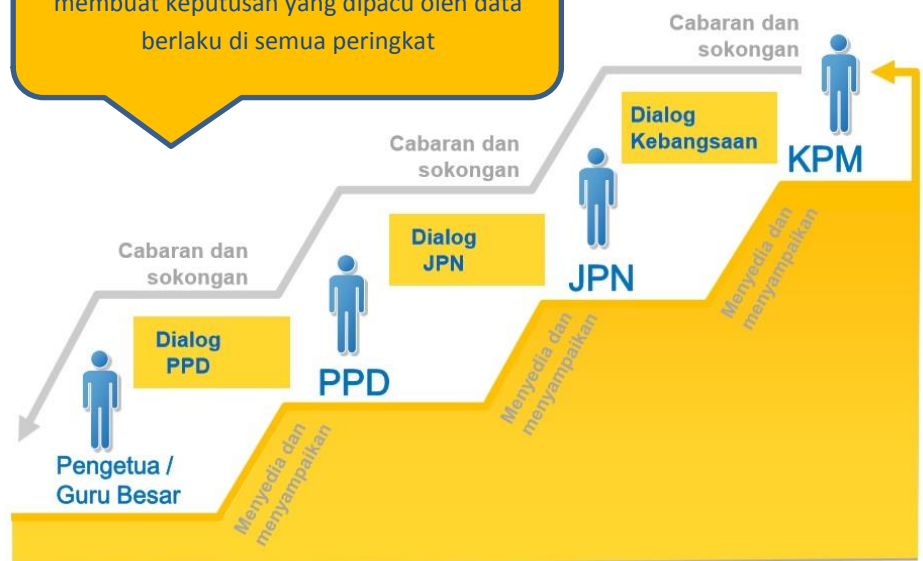 membuat keputusan yang dipacu oleh data
berlaku di semua peringkat
Cabaran dan
sokongan
Dialog
Kebangsaan
KPM
Cabaran dan
sokongan
Dialog
JPN
JPN
Menyedia dan
menyampaikan
Cabaran dan
sokongan
Dialog
PPD
PPD
Menyedia dan
menyampaikan
Pengetua /
Guru Besar
Menyedia dan
menyampaikan